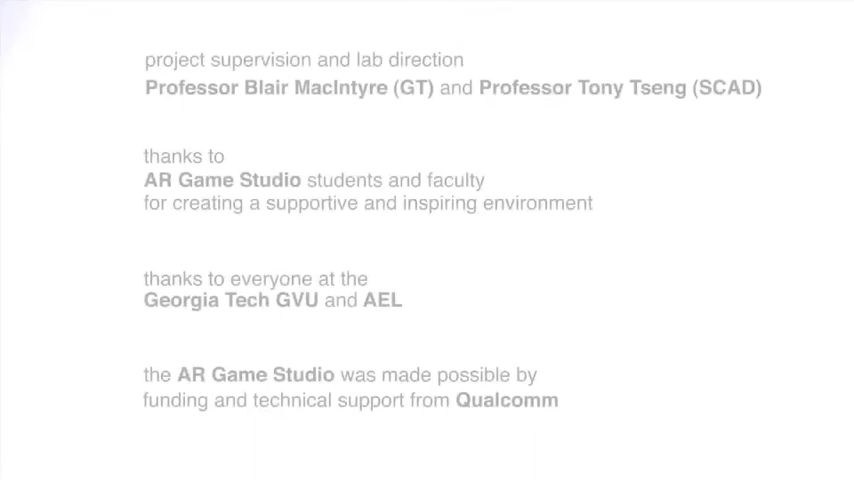 project supervision and lab direction
Professor Blair MacIntyre (GT) and Professor Tony Tseng (SCAD)
thanks to
AR Game Studio students and faculty
for creating a supportive and inspiring environment
thanks to everyone at the
Georgia Tech GVU and AEL
the AR Game Studio was made possible by
funding and technical support from Qualcomm